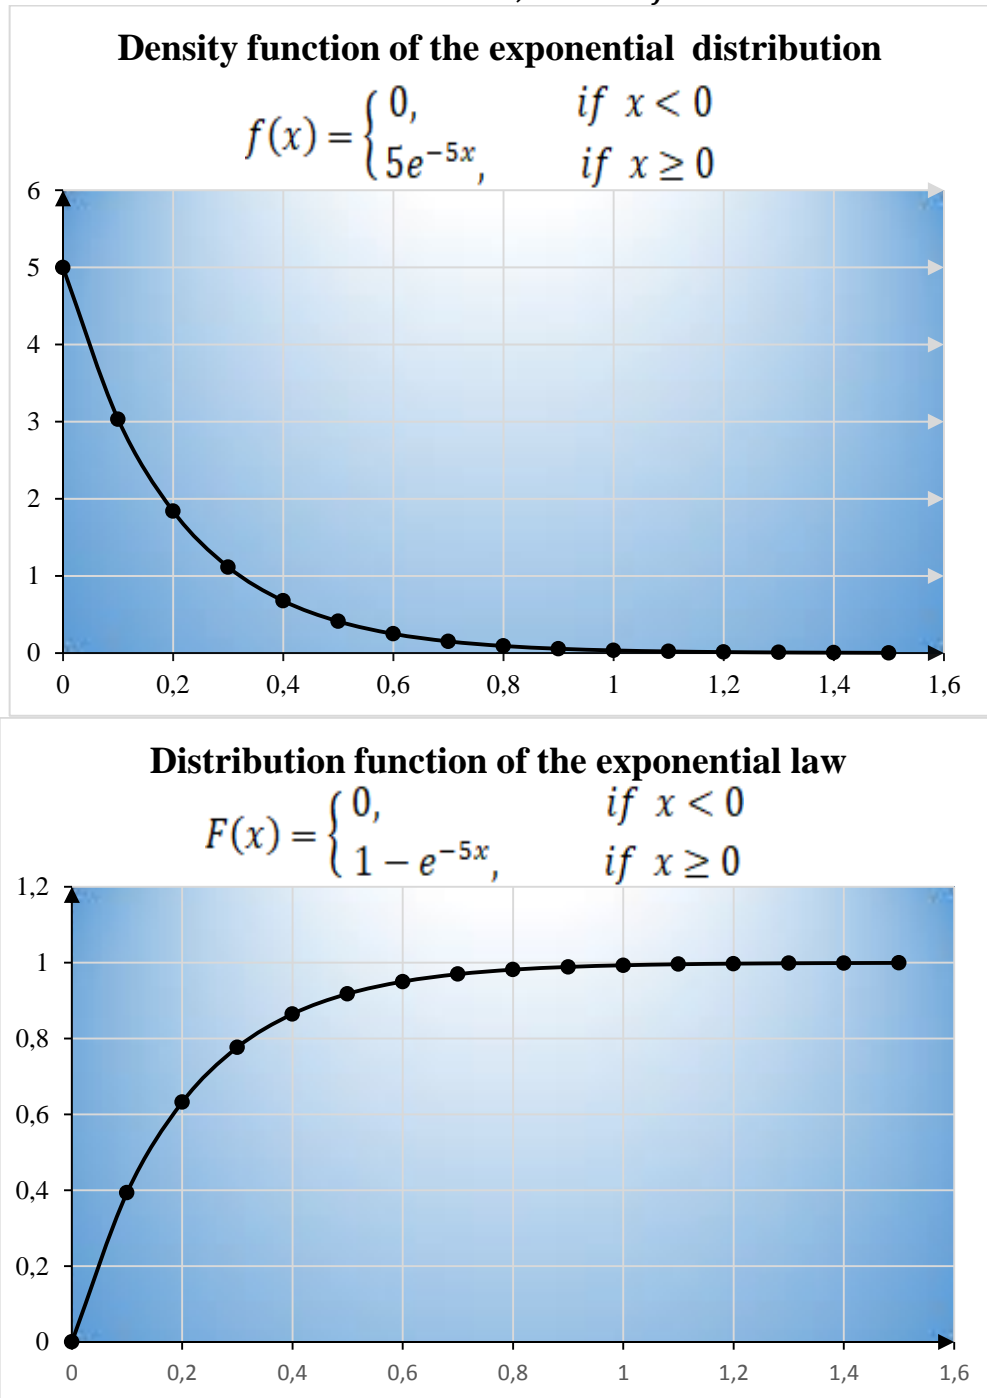 Density function of the exponential distribution
f(x) = { 0, if x < 0
5e^{-5x}, if x ≥ 0
6
5
4
3
2
1
0
0 0,2 0,4 0,6 0,8 1 1,2 1,4 1,6
Distribution function of the exponential law
F(x) = { 0, if x < 0
1 − e^{-5x}, if x ≥ 0
1,2
1
0,8
0,6
0,4
0,2
0
0 0,2 0,4 0,6 0,8 1 1,2 1,4 1,6